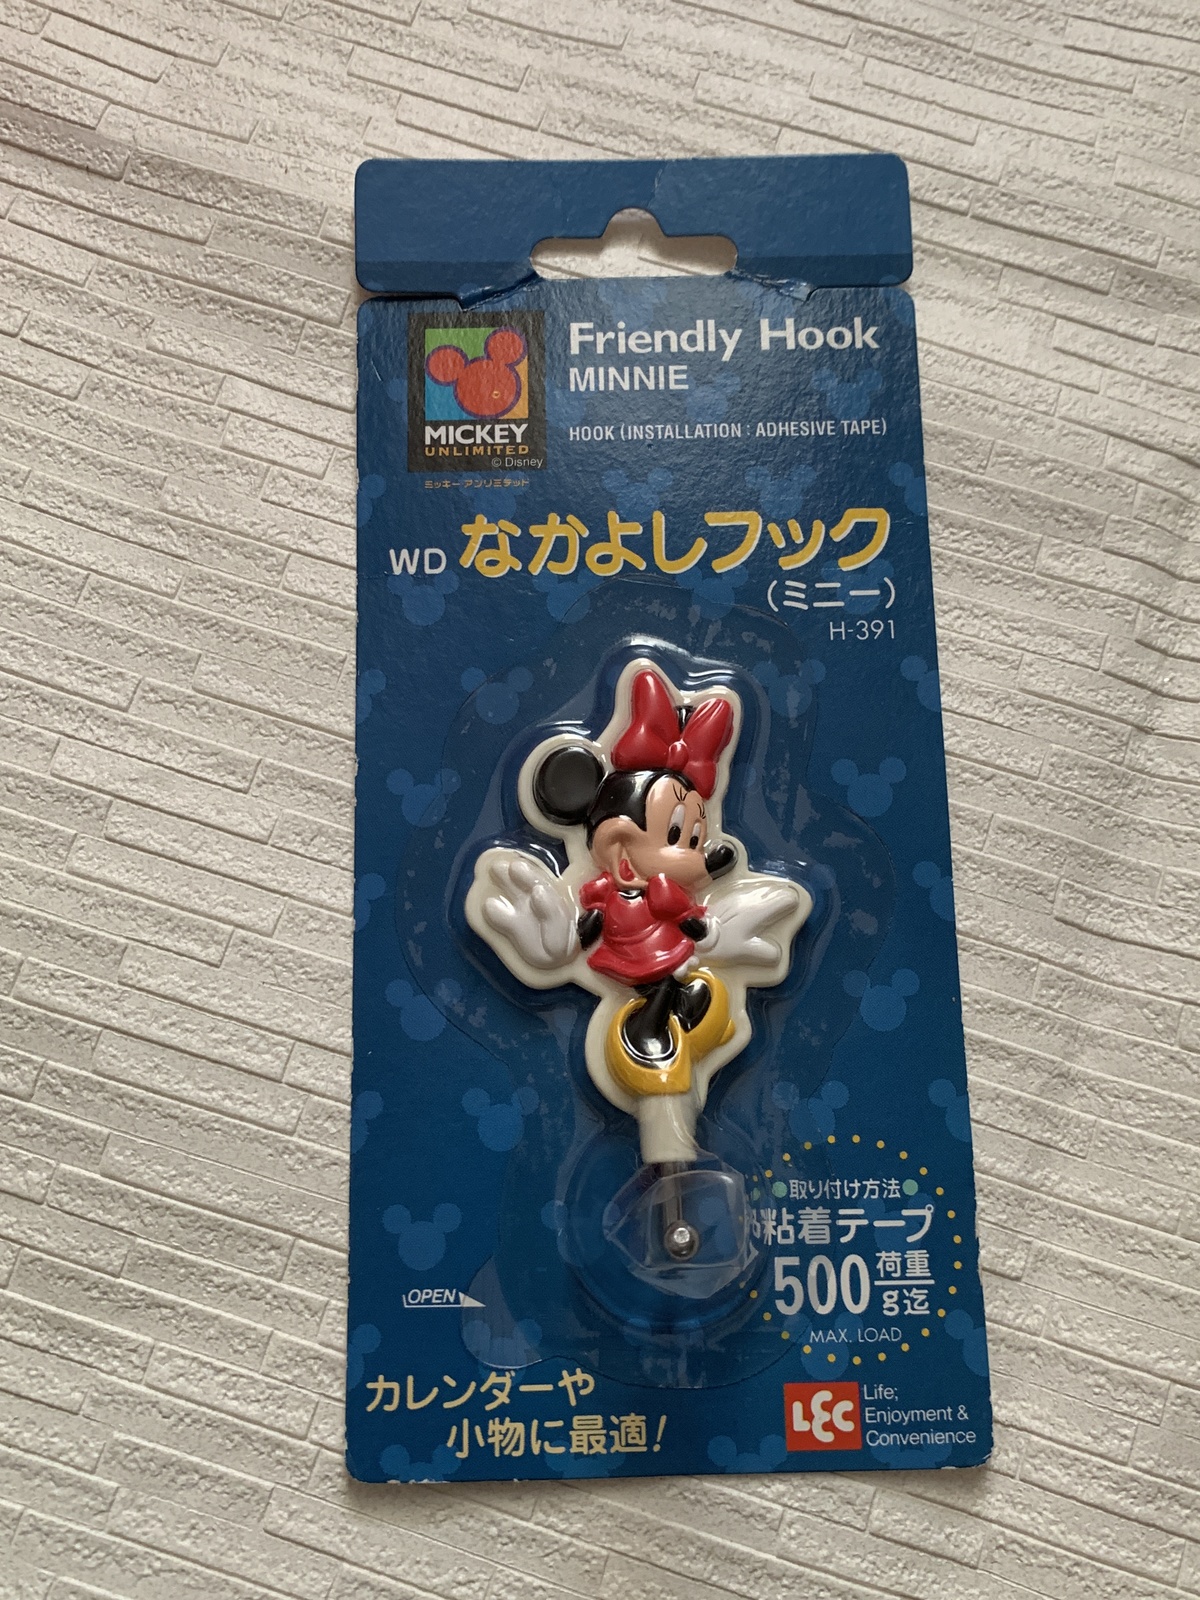 Friendly Hook
MINNIE
HOOK (INSTALLATION : ADHESIVE TAPE)
MICKEY
UNLIMITED
© Disney
ミッキー アンリミテッド
WD なかよしフック
(ミニー)
H-391
取り付け方法
粘着テープ
500 荷重
g迄
MAX. LOAD
OPEN
カレンダーや
小物に最適!
LEC
Life;
Enjoyment &
Convenience